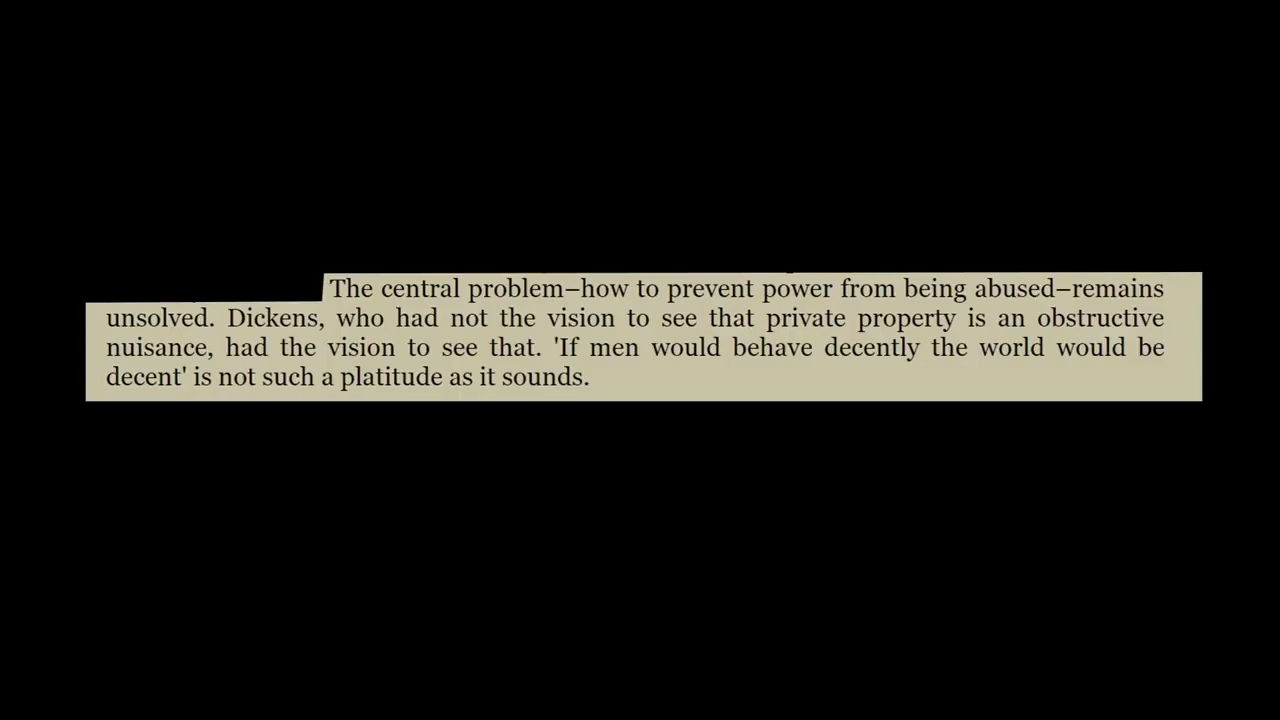 The central problem–how to prevent power from being abused–remains
unsolved. Dickens, who had not the vision to see that private property is an obstructive
nuisance, had the vision to see that. 'If men would behave decently the world would be
decent' is not such a platitude as it sounds.